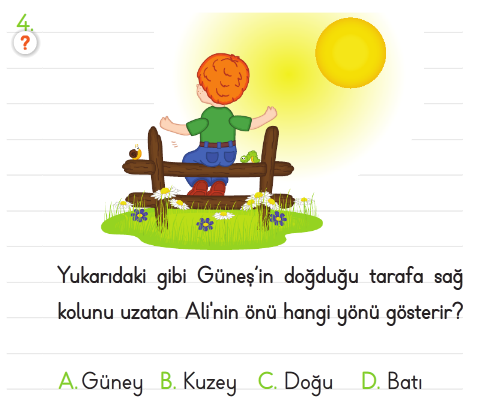 4.
?
Yukarıdaki gibi Güneş'in doğduğu tarafa sağ
kolunu uzatan Ali'nin önü hangi yönü gösterir?
A. Güney B. Kuzey C. Doğu D. Batı